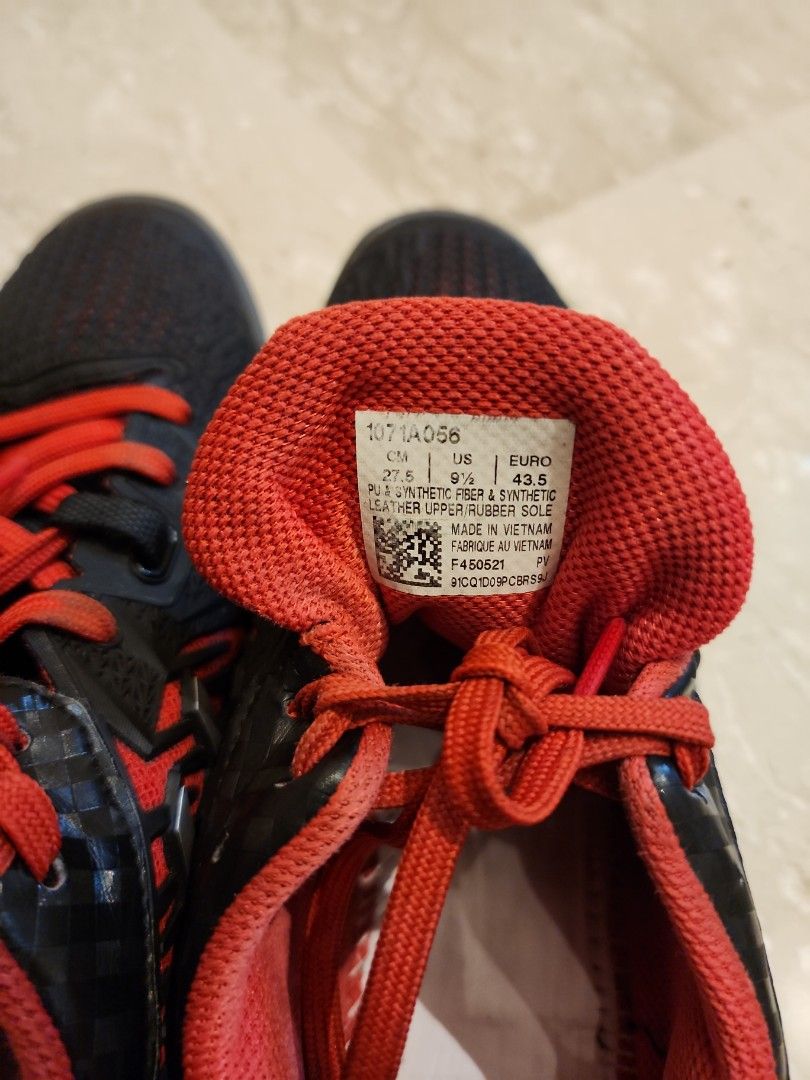 1071A056
CM | US | EURO
27.5 | 9½ | 43.5
PU & SYNTHETIC FIBER & SYNTHETIC
LEATHER UPPER/RUBBER SOLE
MADE IN VIETNAM
FABRIQUE AU VIETNAM
F450521 PV
91CQ1D09PCBRS9J